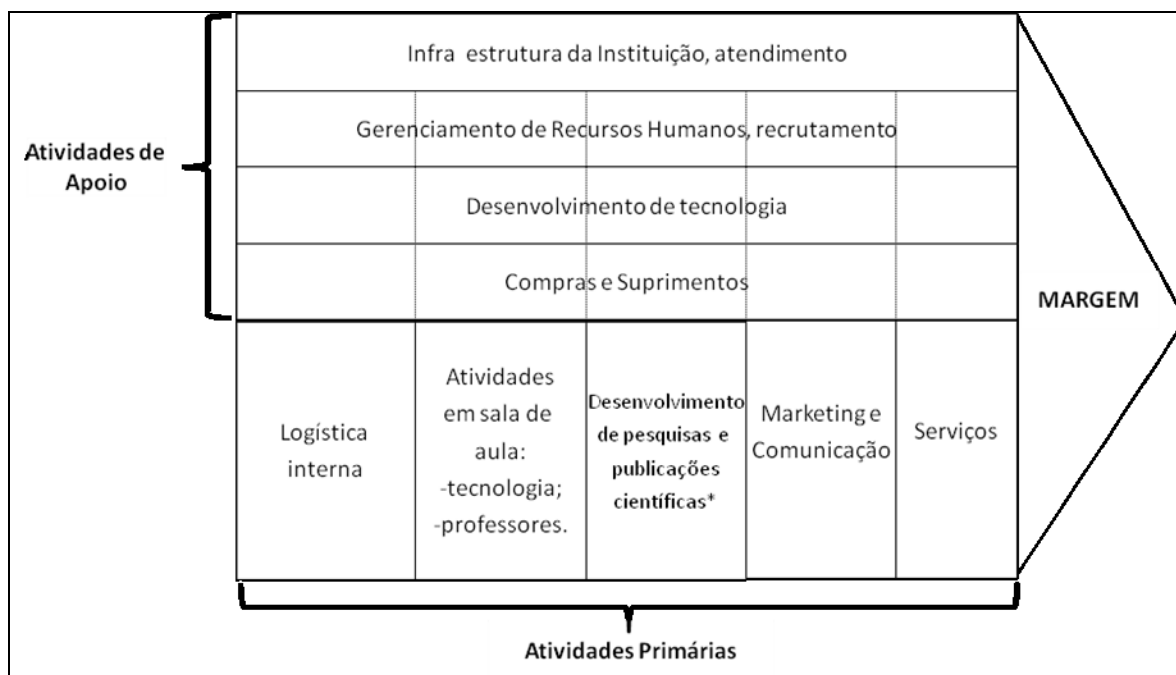 Infra estrutura da Instituição, atendimento
Gerenciamento de Recursos Humanos, recrutamento
Atividades de
Apoio
Desenvolvimento de tecnologia
Compras e Suprimentos
MARGEM
Logística
interna
Atividades
em sala de
aula:
-tecnologia;
-professores.
Desenvolvimento
de pesquisas e
publicações
científicas*
Marketing e
Comunicação
Serviços
Atividades Primárias